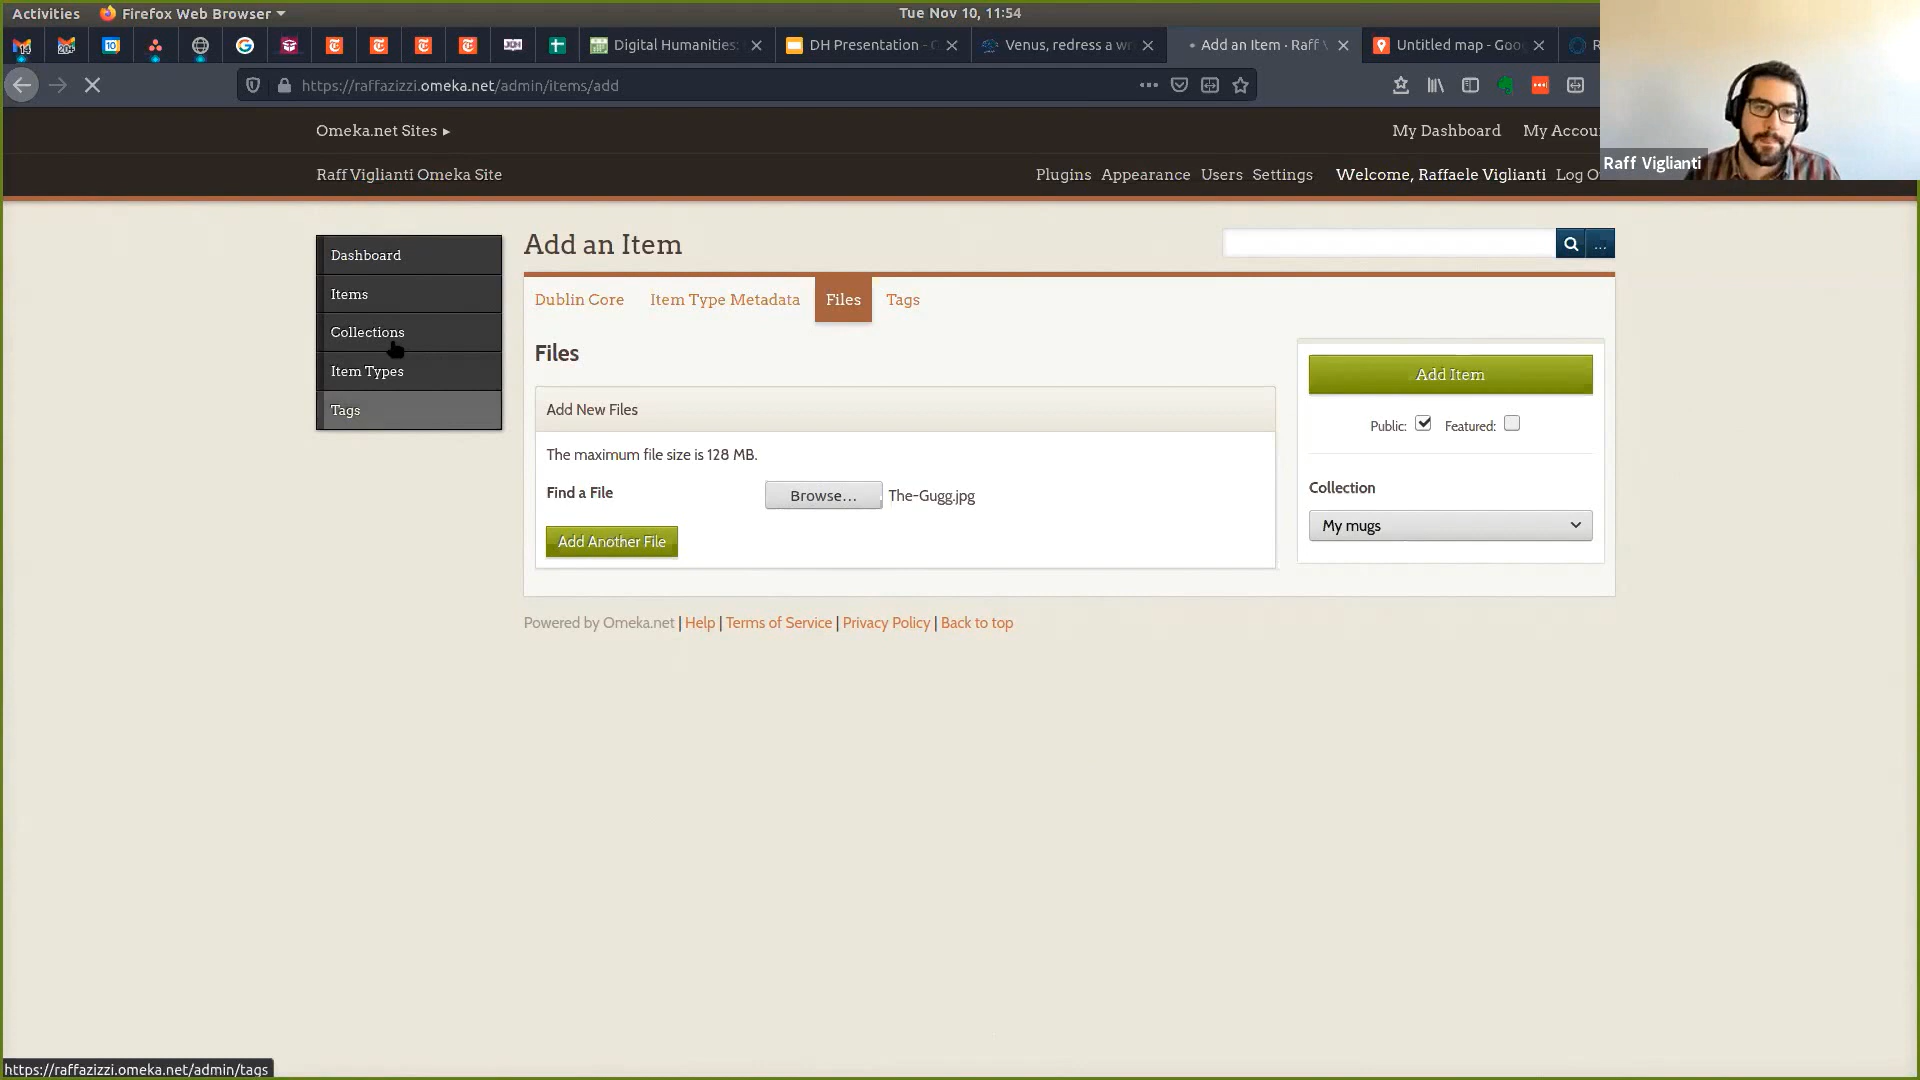 Activities Firefox Web Browser Tue Nov 10, 11:54
Digital Humanities: DH Presentation - Venus, redress a Add an Item · Raff Untitled map - Goo
https://raffazizzi.omeka.net/admin/items/add
Omeka.net Sites My Dashboard My Accou
Raff Viglianti
Raff Viglianti Omeka Site Plugins Appearance Users Settings Welcome, Raffaele Viglianti Log O
Add an Item
...
Dashboard
Items
Collections
Item Types
Tags
Dublin Core Item Type Metadata Files Tags
Files
Add New Files
The maximum file size is 128 MB.
Find a File Browse... The-Gugg.jpg
Add Another File
Add Item
Public: Featured:
Collection
My mugs
Powered by Omeka.net | Help | Terms of Service | Privacy Policy | Back to top
https://raffazizzi.omeka.net/admin/tags